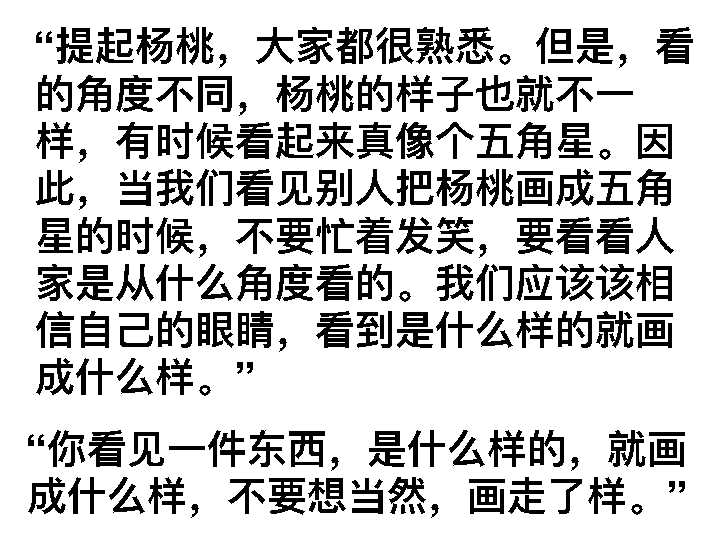 “提起杨桃，大家都很熟悉。但是，看
的角度不同，杨桃的样子也就不一
样，有时候看起来真像个五角星。因
此，当我们看见别人把杨桃画成五角
星的时候，不要忙着发笑，要看看人
家是从什么角度看的。我们应该该相
信自己的眼睛，看到是什么样的就画
成什么样。”
“你看见一件东西，是什么样的，就画
成什么样，不要想当然，画走了样。”